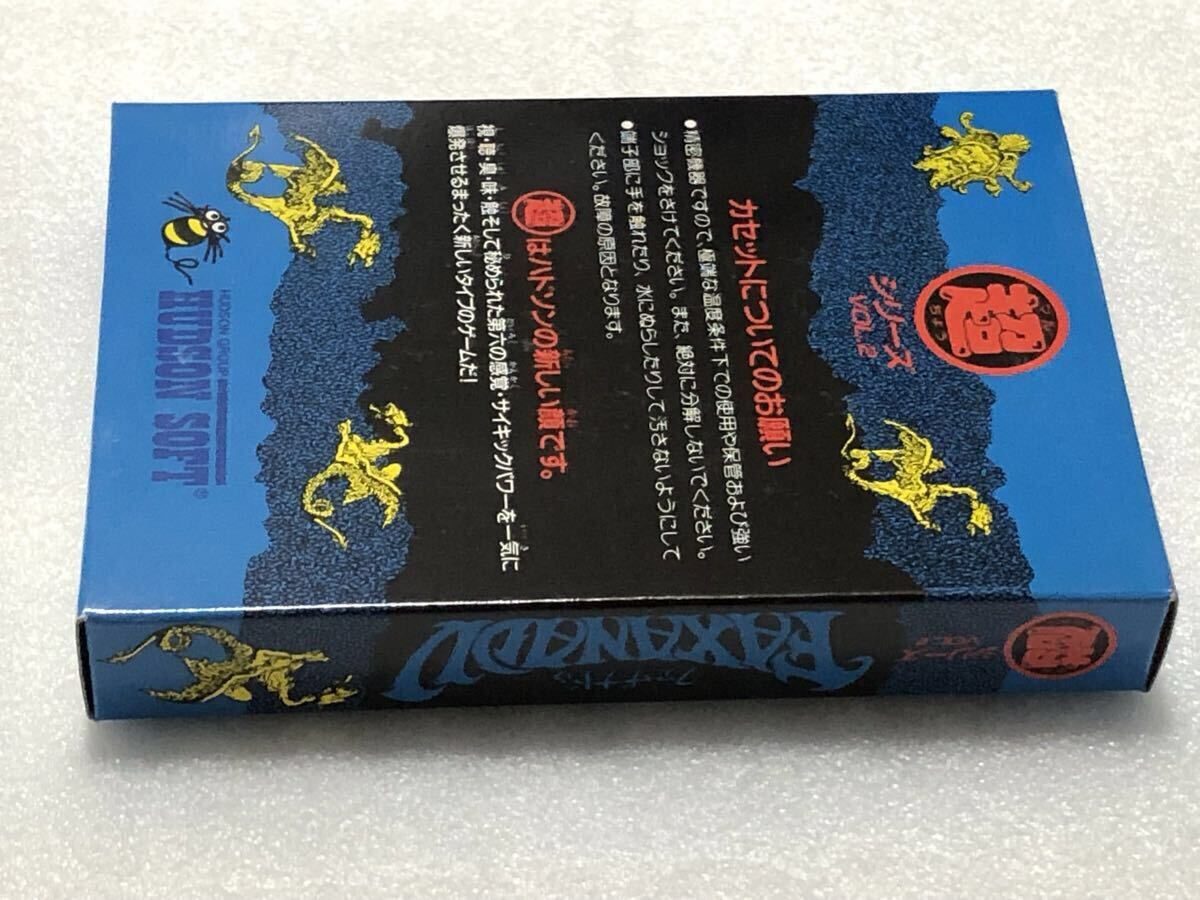 超
シリーズ
VOL.2
カセットについてのお願い
●精密機器ですので、極端な温度条件下での使用や保管および強い
ショックをさけてください。また、絶対に分解しないでください。
●端子部に手を触れたり、水にぬらしたりして汚さないようにして
ください。故障の原因となります。
超はハドソンの新しい顔です。
視・聴・臭・味・触そして秘められた第六の感覚・サイキックパワーを一気に
爆発させるまったく新しいタイプのゲームだ！
HUDSON GROUP
HUDSON SOFT®
超
シリーズ
VOL.2
FAXANADU
ファザナドゥ